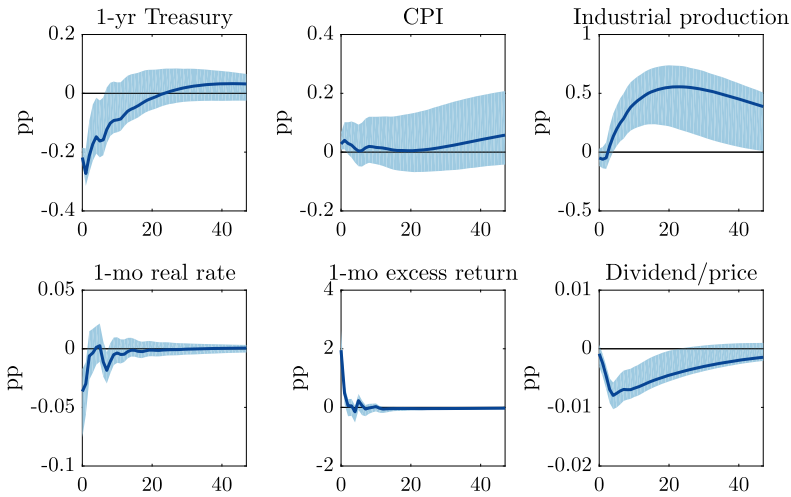 1-yr Treasury
CPI
Industrial production
0.2
0
-0.2
-0.4
pp
0 20 40
0.4
0.2
0
-0.2
pp
0 20 40
1
0.5
0
-0.5
pp
0 20 40
1-mo real rate
1-mo excess return
Dividend/price
0.05
0
-0.05
-0.1
pp
0 20 40
4
2
0
-2
pp
0 20 40
0.01
0
-0.01
-0.02
pp
0 20 40